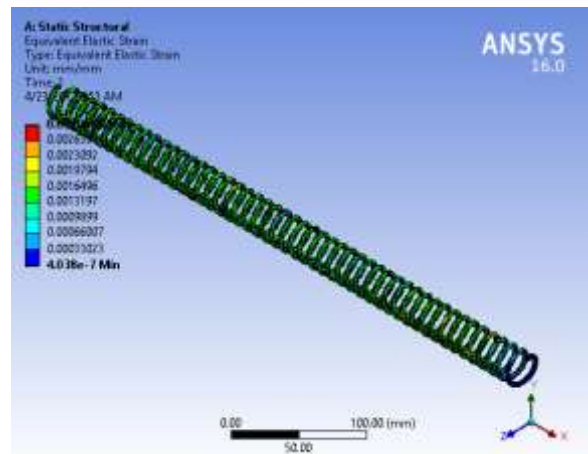 A: Static Structural
Equivalent Elastic Strain
Type: Equivalent Elastic Strain
Unit: mm/mm
Time:
AM
0.0023092
0.0019794
0.0016496
0.0013197
0.0009899
0.00066007
0.00033023
4.038e-7 Min
ANSYS
16.0
0.00
100.00 (mm)
50.00
Y
Z
X